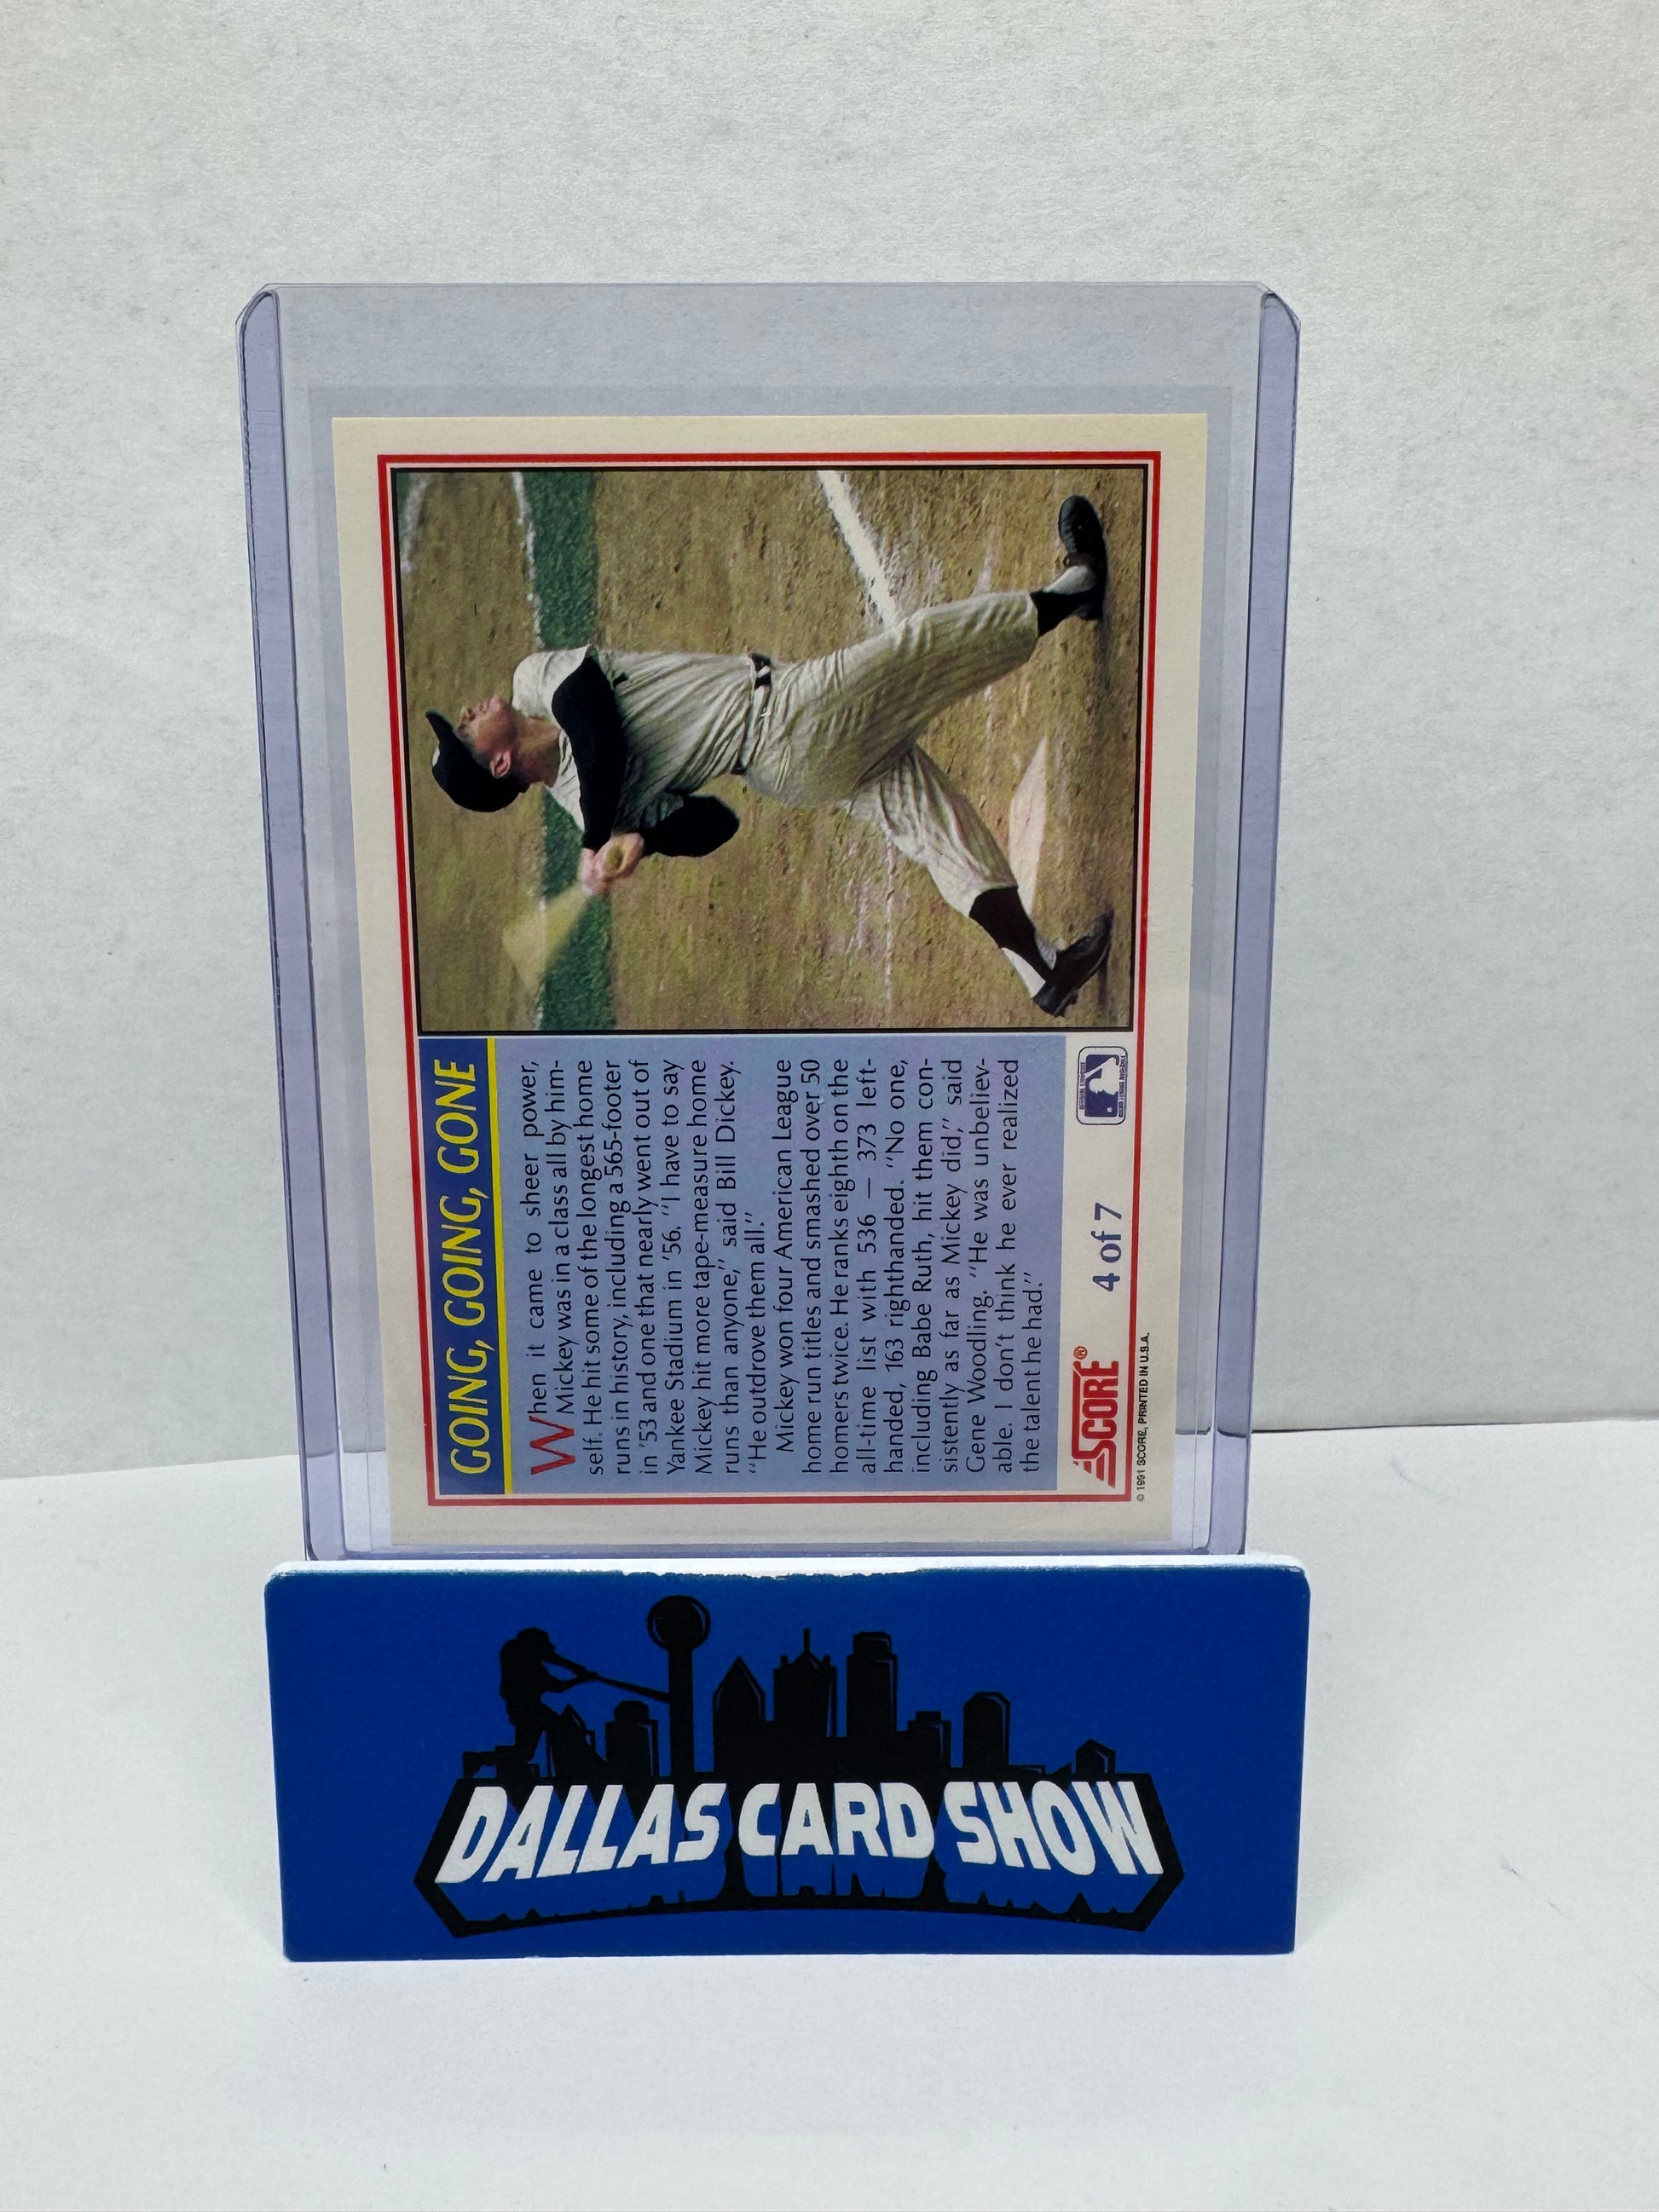 GOING, GOING, GONE
When it came to sheer power,
Mickey was in a class all by him-
self. He hit some of the longest home
runs in history, including a 565-footer
in '53 and one that nearly went out of
Yankee Stadium in '56. "I have to say
Mickey hit more tape-measure home
runs than anyone," said Bill Dickey.
"He outdrove them all."
Mickey won four American League
home run titles and smashed over 50
homers twice. He ranks eighth on the
all-time list with 536 — 373 left-
handed, 163 righthanded. "No one,
including Babe Ruth, hit them con-
sistently as far as Mickey did," said
Gene Woodling. "He was unbeliev-
able. I don't think he ever realized
the talent he had."
SCORE® 4 of 7
© 1991 SCORE, PRINTED IN U.S.A.
DALLAS CARD SHOW